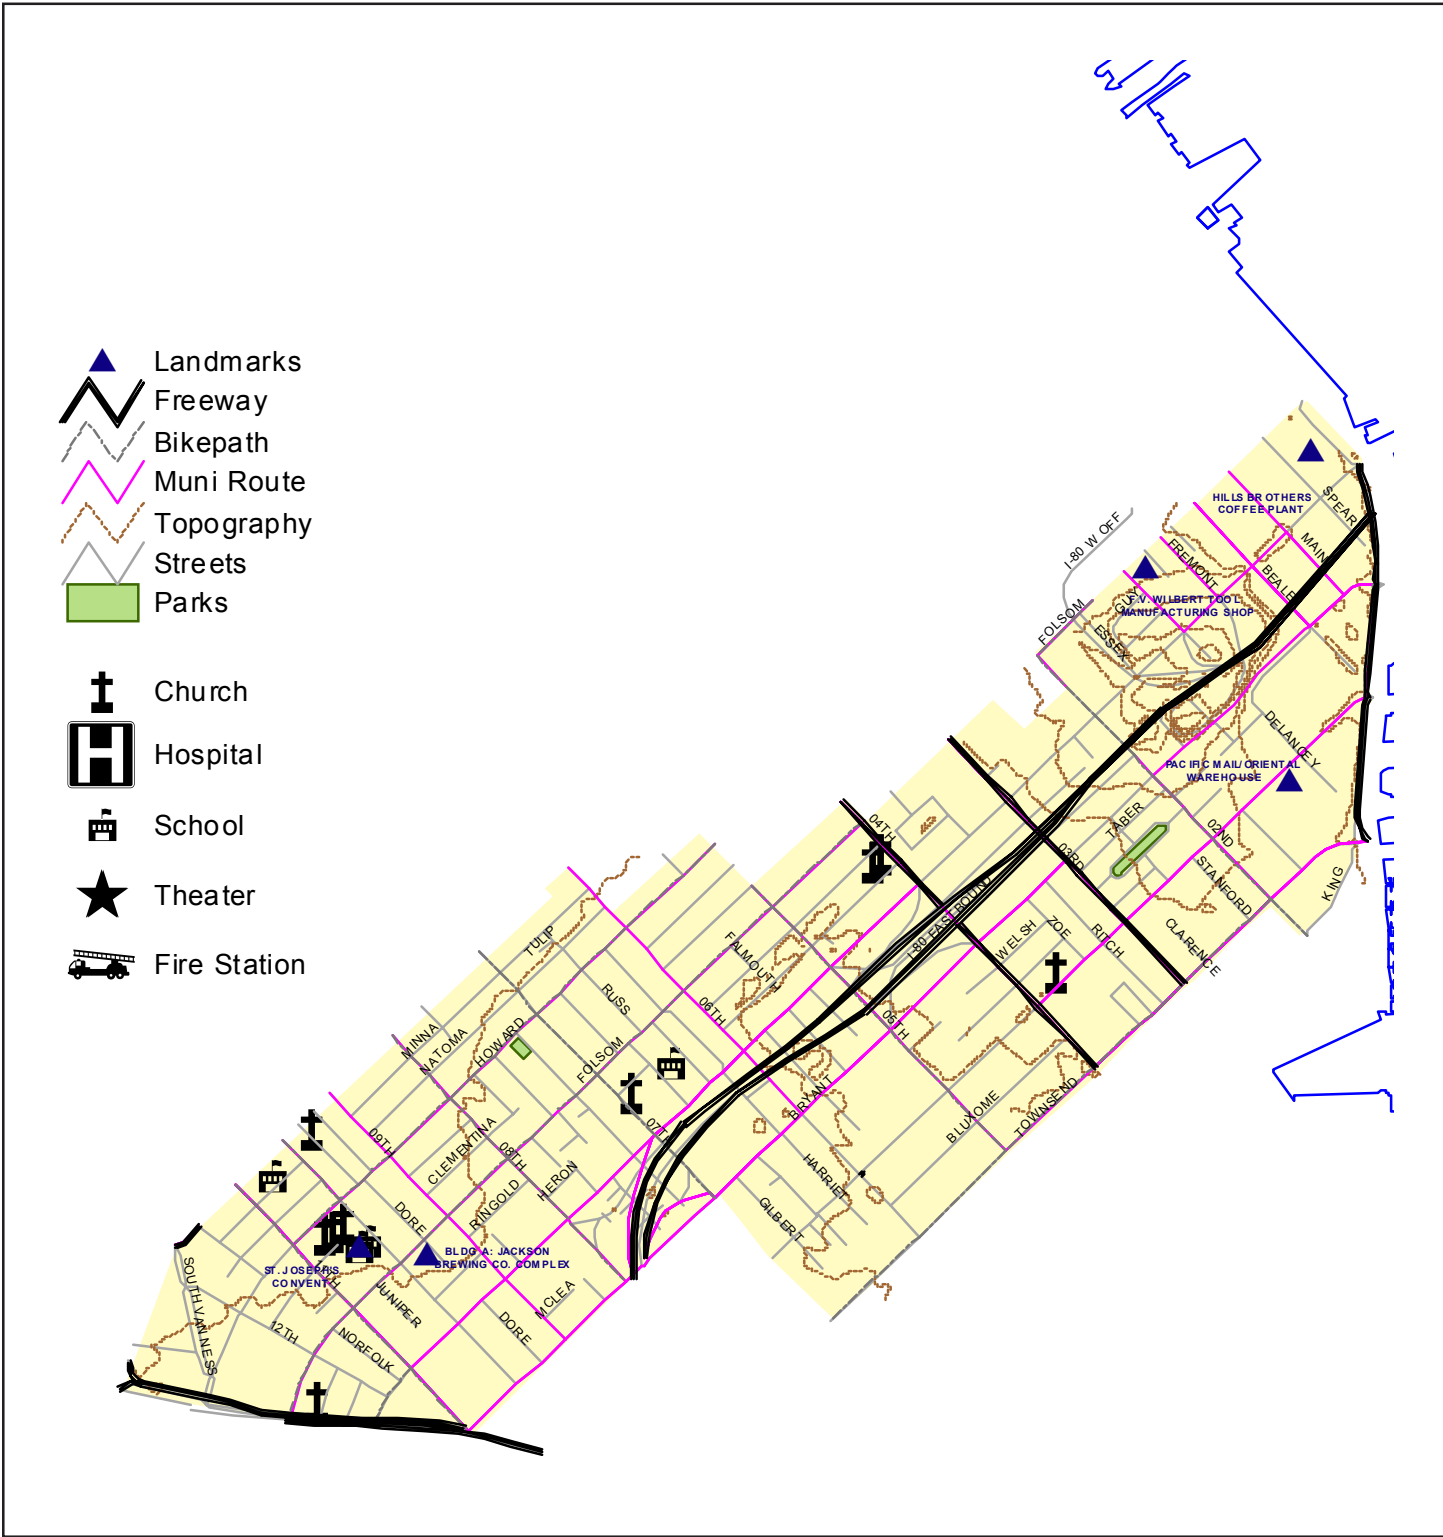 Landmarks
Freeway
Bikepath
Muni Route
Topography
Streets
Parks
Church
Hospital
School
Theater
Fire Station
HILLS BROTHERS
COFFEE PLANT
SPEAR
MAIN
BEALE
FREMONT
I-80 W OFF
GUY
F.V. WILBERT TOOL
MANUFACTURING SHOP
FOLSOM
ESSEX
DELANCEY
PACIFIC MAIL/ORIENTAL
WAREHOUSE
TABER
02ND
04TH
03RD
STANFORD
KING
I-80 EASTBOUND
WELSH
ZOE
RITCH
CLARENCE
TULIP
FALMOUTH
RUSS
06TH
05TH
MINNA
NATOMA
HOWARD
FOLSOM
BRYANT
BLUXOME
TOWNSEND
09TH
CLEMENTINA
08TH
07TH
HERON
HARRIET
GILBERT
DORE
RINGOLD
BLDG A: JACKSON
BREWING CO. COMPLEX
ST. JOSEPH'S
CONVENT
SOUTH VAN NESS
JUNIPER
MCLEA
DORE
12TH
NORFOLK